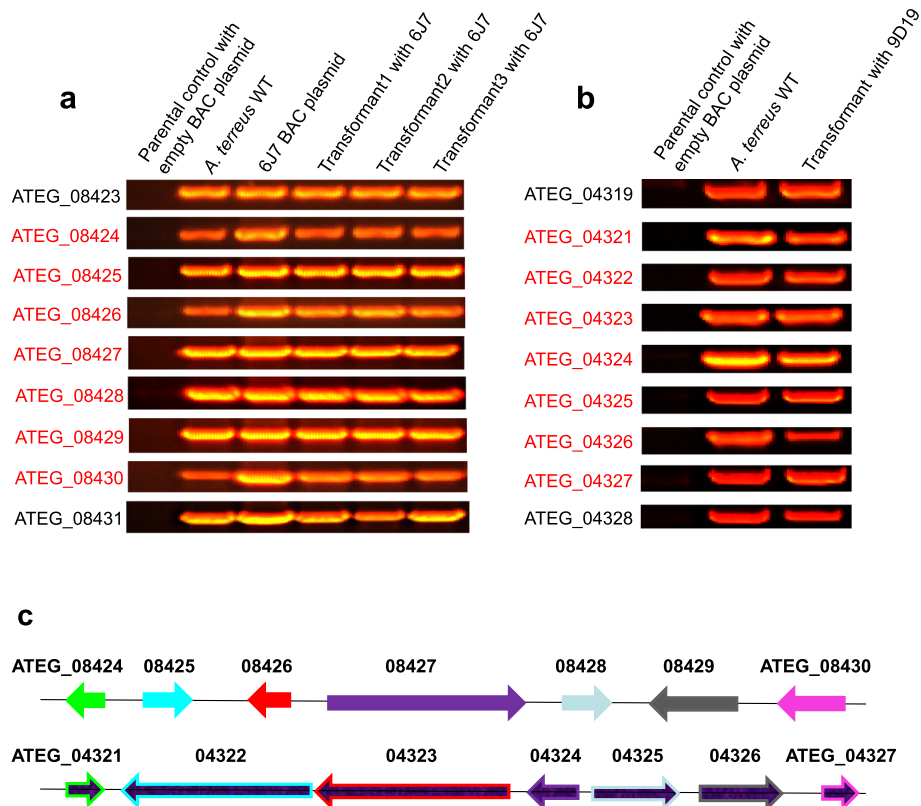 a
Parental control with
empty BAC plasmid
A. terreus WT
6J7 BAC plasmid
Transformant1 with 6J7
Transformant2 with 6J7
Transformant3 with 6J7
ATEG_08423
ATEG_08424
ATEG_08425
ATEG_08426
ATEG_08427
ATEG_08428
ATEG_08429
ATEG_08430
ATEG_08431
b
Parental control with
empty BAC plasmid
A. terreus WT
Transformant with 9D19
ATEG_04319
ATEG_04321
ATEG_04322
ATEG_04323
ATEG_04324
ATEG_04325
ATEG_04326
ATEG_04327
ATEG_04328
c
ATEG_08424 08425 08426 08427 08428 08429 ATEG_08430
ATEG_04321 04322 04323 04324 04325 04326 ATEG_04327